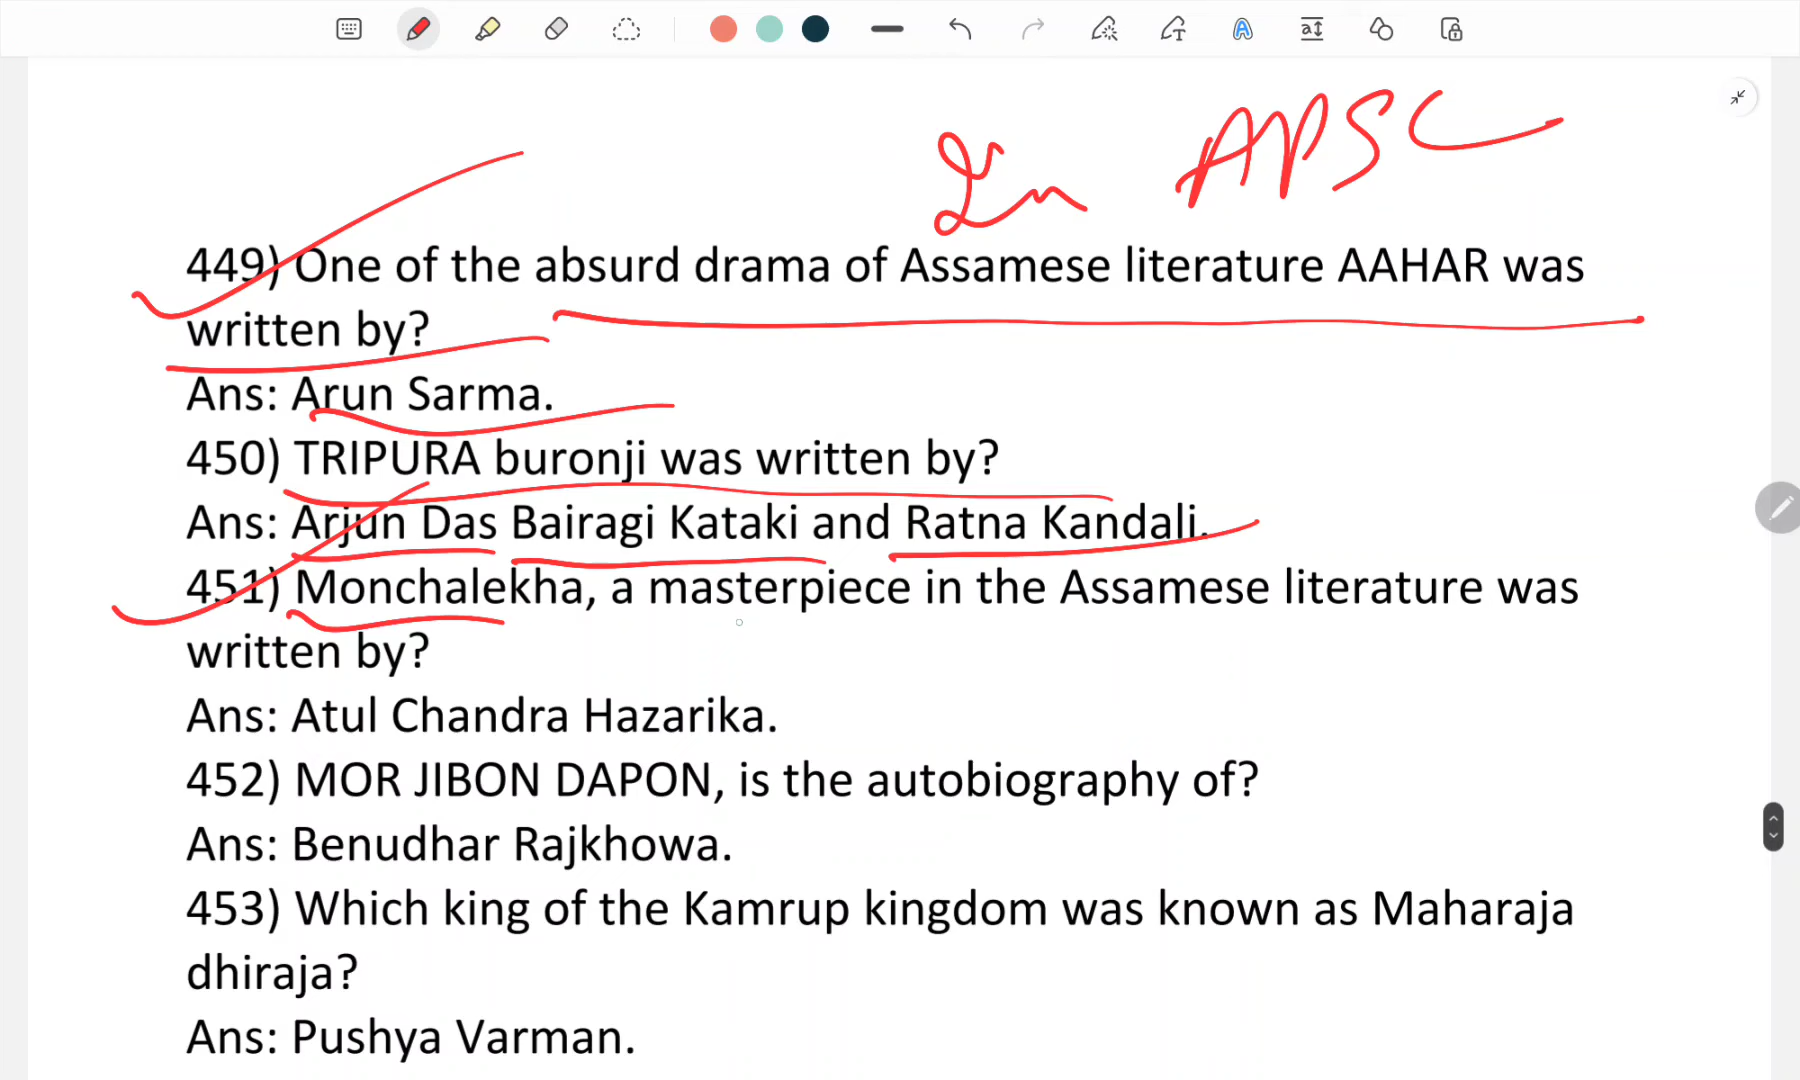 In APSC
449) One of the absurd drama of Assamese literature AAHAR was
written by?
Ans: Arun Sarma.
450) TRIPURA buronji was written by?
Ans: Arjun Das Bairagi Kataki and Ratna Kandali.
451) Monchalekha, a masterpiece in the Assamese literature was
written by?
Ans: Atul Chandra Hazarika.
452) MOR JIBON DAPON, is the autobiography of?
Ans: Benudhar Rajkhowa.
453) Which king of the Kamrup kingdom was known as Maharaja
dhiraja?
Ans: Pushya Varman.